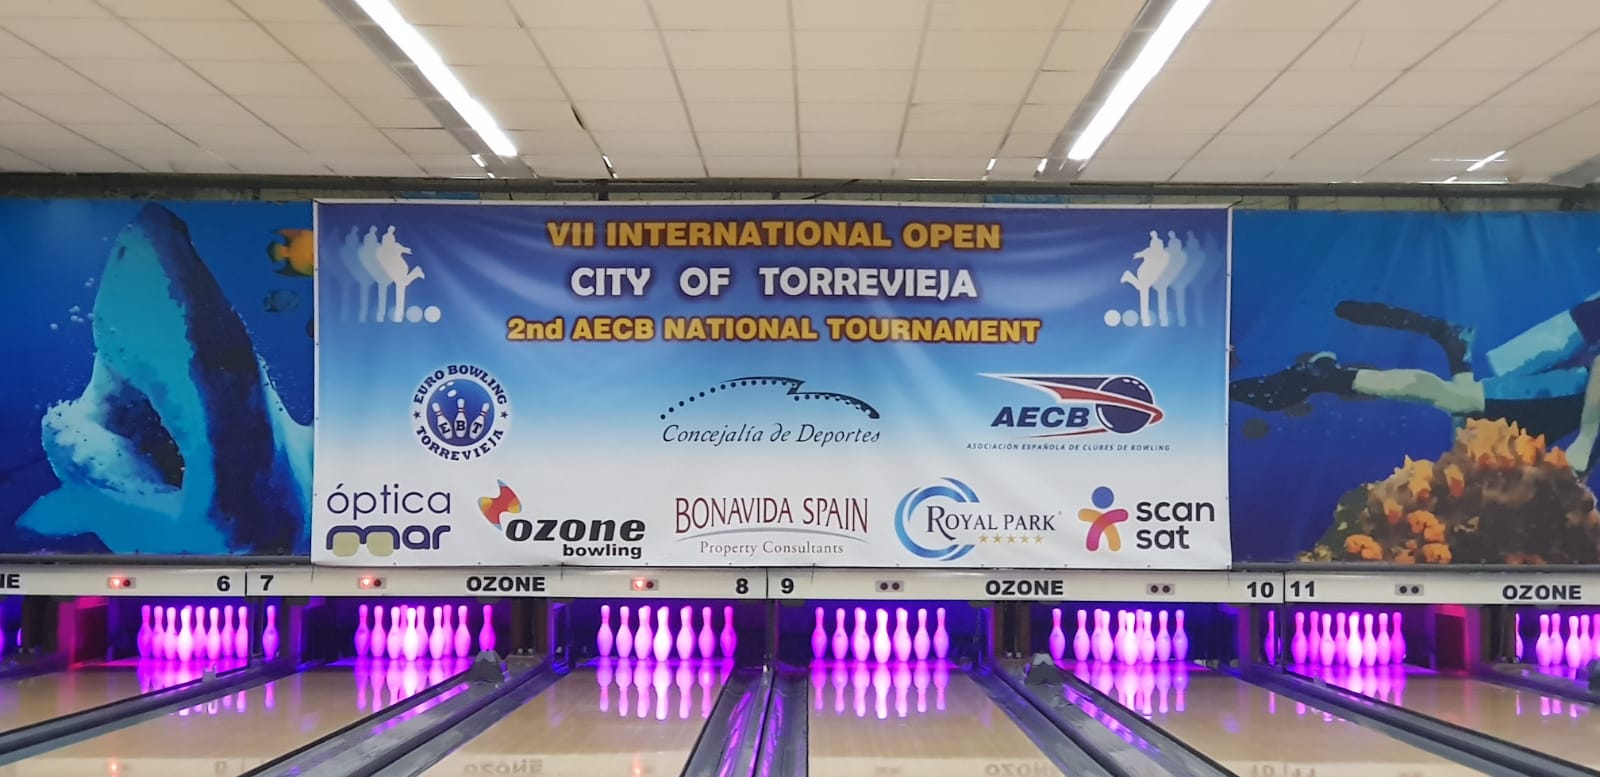 VII INTERNATIONAL OPEN
CITY OF TORREVIEJA
2nd AECB NATIONAL TOURNAMENT
EURO BOWLING
EBT
TORREVIEJA
Concejalía de Deportes
AECB
ASOCIACIÓN ESPAÑOLA DE CLUBES DE BOWLING
óptica
mar
ozone
bowling
BONAVIDA SPAIN
Property Consultants
ROYAL PARK
scan
sat
NE 6 7 OZONE 8 9 OZONE 10 11 OZONE